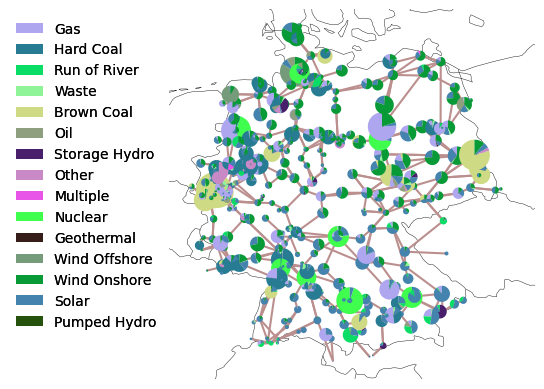 Gas
Hard Coal
Run of River
Waste
Brown Coal
Oil
Storage Hydro
Other
Multiple
Nuclear
Geothermal
Wind Offshore
Wind Onshore
Solar
Pumped Hydro